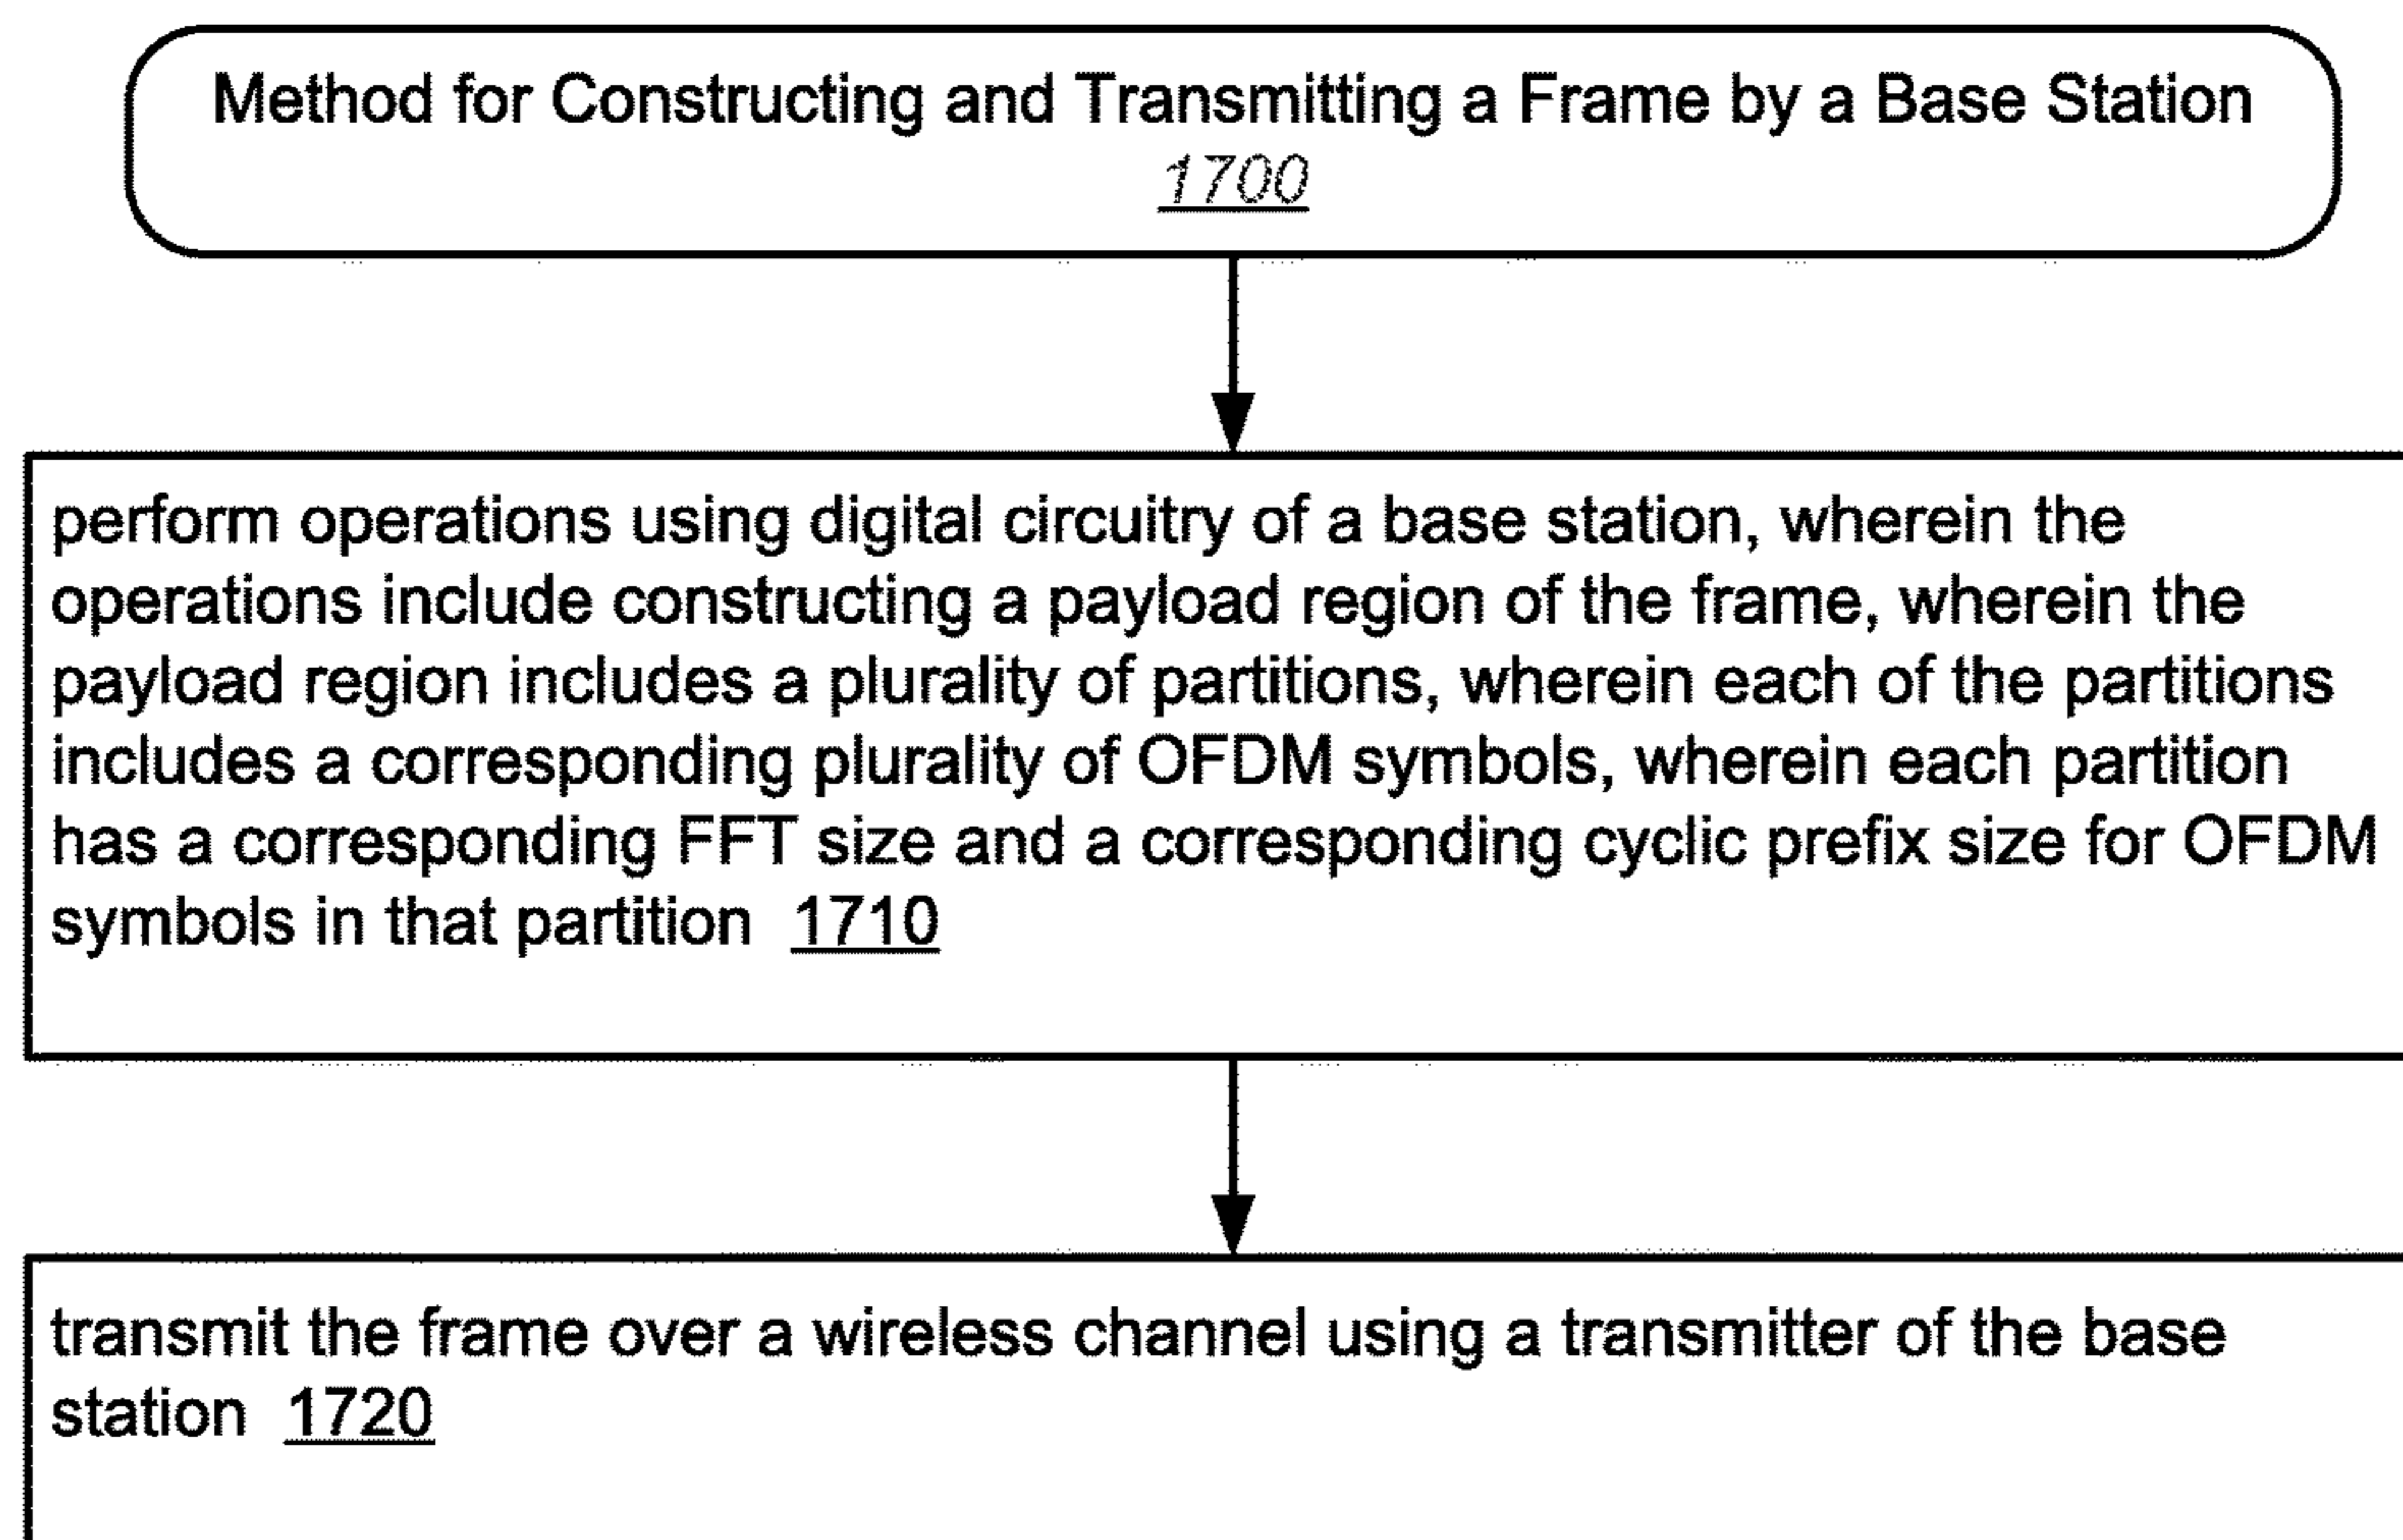 Method for Constructing and Transmitting a Frame by a Base Station
1700
perform operations using digital circuitry of a base station, wherein the
operations include constructing a payload region of the frame, wherein the
payload region includes a plurality of partitions, wherein each of the partitions
includes a corresponding plurality of OFDM symbols, wherein each partition
has a corresponding FFT size and a corresponding cyclic prefix size for OFDM
symbols in that partition 1710
transmit the frame over a wireless channel using a transmitter of the base
station 1720